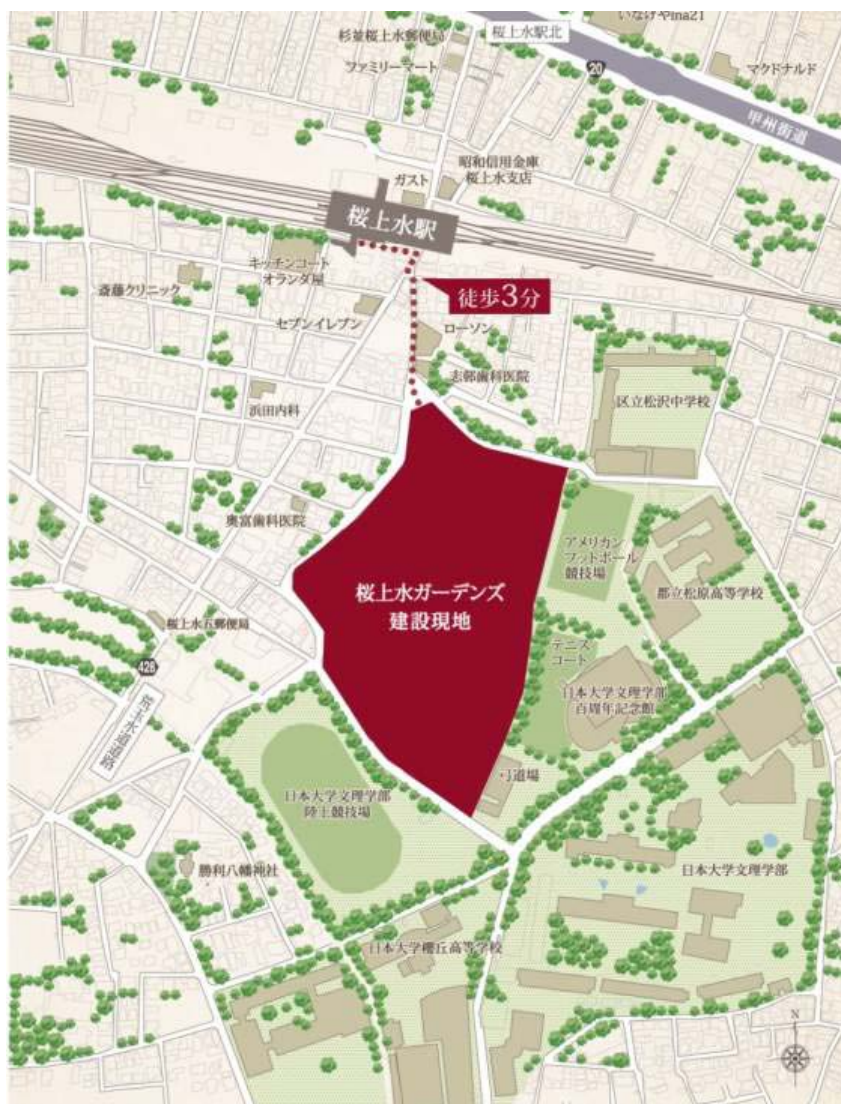 いなげやina21
杉並桜上水郵便局
桜上水駅北
ファミリーマート
20
マクドナルド
甲州街道
昭和信用金庫
桜上水支店
ガスト
桜上水駅
キッチンコート
オランダ屋
斎藤クリニック
徒歩3分
セブンイレブン
ローソン
志郭歯科医院
区立松沢中学校
浜田内科
奥富歯科医院
アメリカン
フットボール
競技場
都立松原高等学校
桜上水ガーデンズ
建設現地
桜上水五郵便局
テニス
コート
428
日本大学文理学部
百周年記念館
荒玉水道道路
弓道場
日本大学文理学部
陸上競技場
勝利八幡神社
日本大学文理学部
日本大学櫻丘高等学校
N